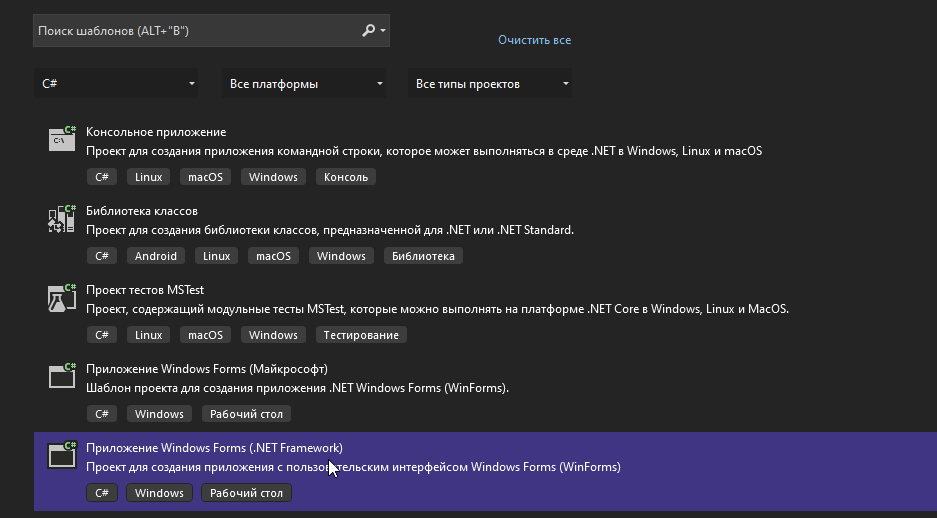 Поиск шаблонов (ALT+"В")
Очистить все
C# Все платформы Все типы проектов
C#
Консольное приложение
C:\
Проект для создания приложения командной строки, которое может выполняться в среде .NET в Windows, Linux и macOS
C# Linux macOS Windows Консоль
C#
Библиотека классов
Проект для создания библиотеки классов, предназначенной для .NET или .NET Standard.
C# Android Linux macOS Windows Библиотека
C#
Проект тестов MSTest
Проект, содержащий модульные тесты MSTest, которые можно выполнять на платформе .NET Core в Windows, Linux и MacOS.
C# Linux macOS Windows Тестирование
C#
Приложение Windows Forms (Майкрософт)
Шаблон проекта для создания приложения .NET Windows Forms (WinForms).
C# Windows Рабочий стол
C#
Приложение Windows Forms (.NET Framework)
Проект для создания приложения с пользовательским интерфейсом Windows Forms (WinForms)
C# Windows Рабочий стол